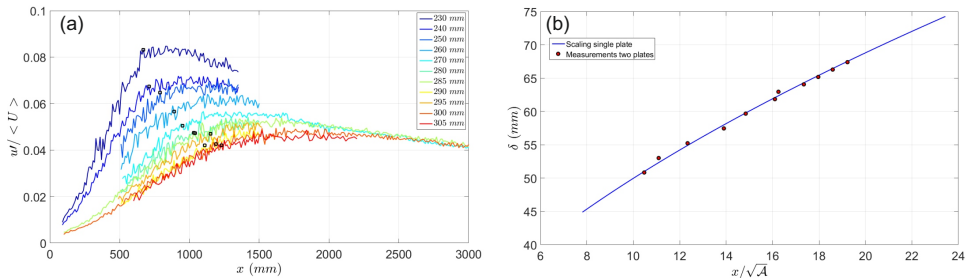 (a)
0.1
0.08
0.06
0.04
0.02
0
u′/ < U >
0
500
1000
1500
2000
2500
3000
x (mm)
230 mm
240 mm
250 mm
260 mm
270 mm
280 mm
285 mm
290 mm
295 mm
300 mm
305 mm
(b)
80
75
70
65
60
55
50
45
40
δ (mm)
6
8
10
12
14
16
18
20
22
24
x/√A
Scaling single plate
Measurements two plates